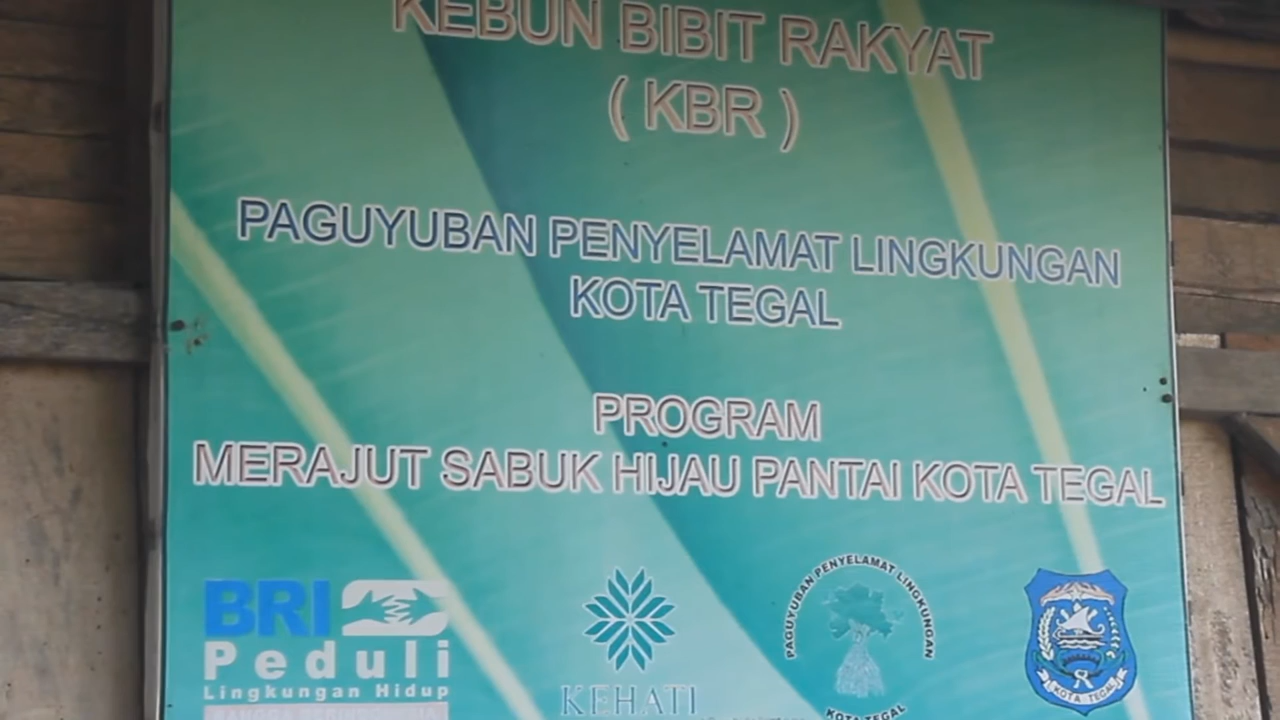 KEBUN BIBIT RAKYAT
( KBR )
PAGUYUBAN PENYELAMAT LINGKUNGAN
KOTA TEGAL
PROGRAM
MERAJUT SABUK HIJAU PANTAI KOTA TEGAL
BRI
Peduli
Lingkungan Hidup
KEHATI
PAGUYUBAN PENYELAMAT LINGKUNGAN
KOTA TEGAL
KOTA TEGAL